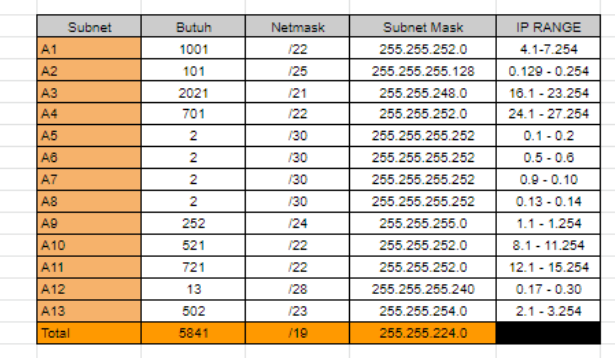 Subnet Butuh Netmask Subnet Mask IP RANGE
A1 1001 /22 255.255.252.0 4.1-7.254
A2 101 /25 255.255.255.128 0.129 - 0.254
A3 2021 /21 255.255.248.0 16.1 - 23.254
A4 701 /22 255.255.252.0 24.1 - 27.254
A5 2 /30 255.255.255.252 0.1 - 0.2
A6 2 /30 255.255.255.252 0.5 - 0.6
A7 2 /30 255.255.255.252 0.9 - 0.10
A8 2 /30 255.255.255.252 0.13 - 0.14
A9 252 /24 255.255.255.0 1.1 - 1.254
A10 521 /22 255.255.252.0 8.1 - 11.254
A11 721 /22 255.255.252.0 12.1 - 15.254
A12 13 /28 255.255.255.240 0.17 - 0.30
A13 502 /23 255.255.254.0 2.1 - 3.254
Total 5841 /19 255.255.224.0